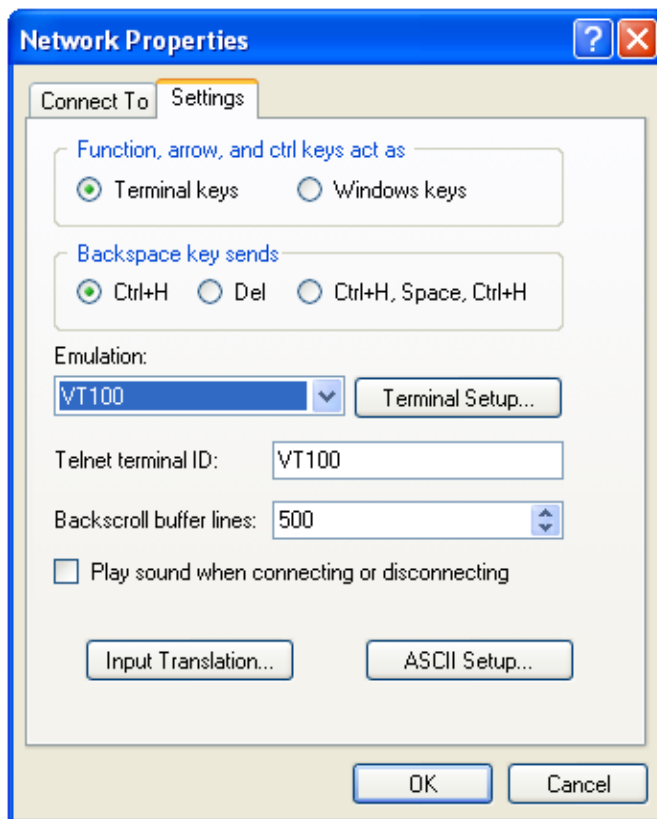 Network Properties
Connect To Settings
Function, arrow, and ctrl keys act as
Terminal keys Windows keys
Backspace key sends
Ctrl+H Del Ctrl+H, Space, Ctrl+H
Emulation:
VT100 Terminal Setup...
Telnet terminal ID: VT100
Backscroll buffer lines: 500
Play sound when connecting or disconnecting
Input Translation... ASCII Setup...
OK Cancel